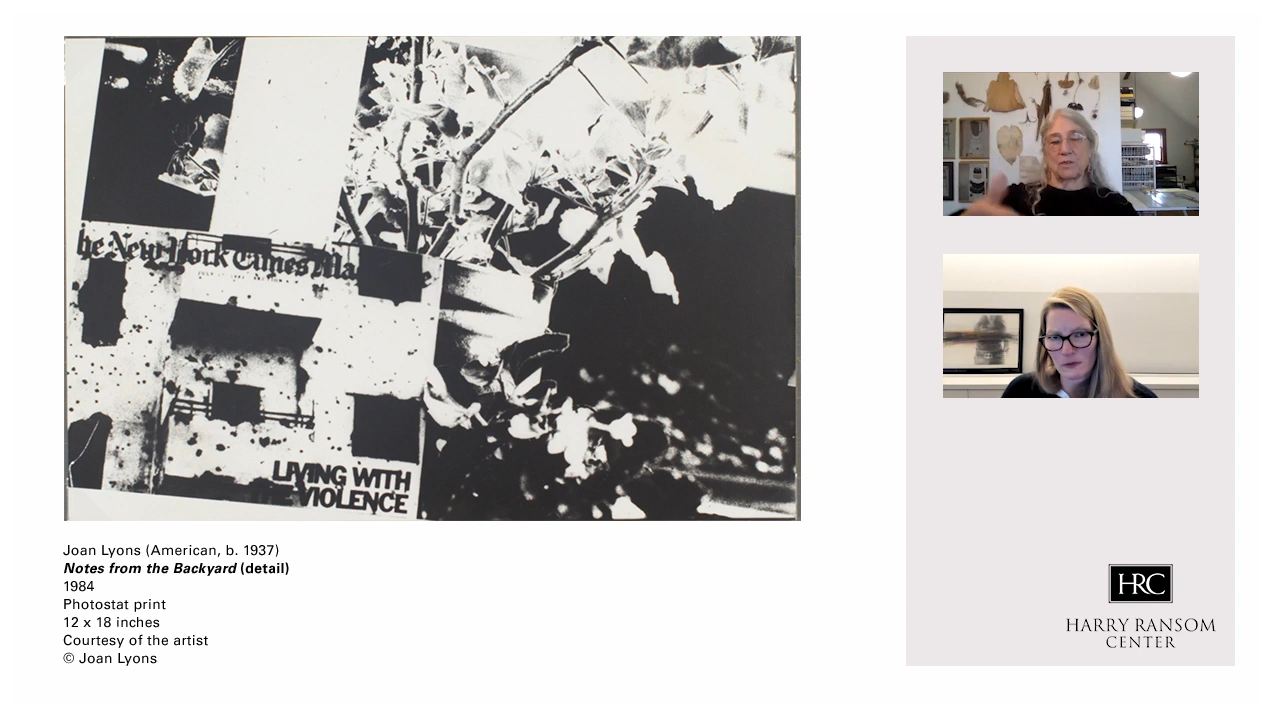 he New York Times Ma
LIVING WITH
VIOLENCE
Joan Lyons (American, b. 1937)
Notes from the Backyard (detail)
1984
Photostat print
12 x 18 inches
Courtesy of the artist
© Joan Lyons
HRC
HARRY RANSOM
CENTER